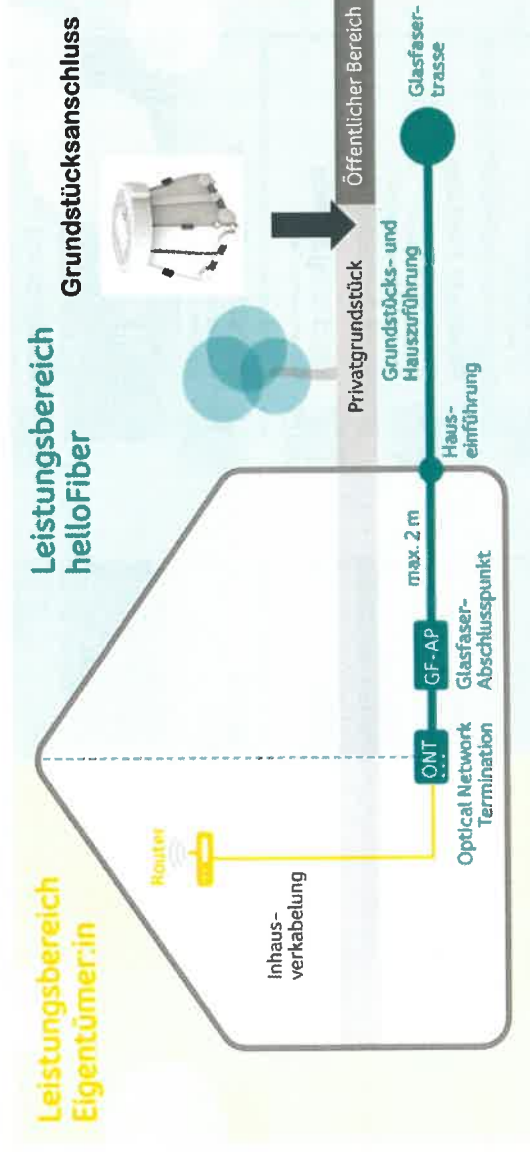 Leistungsbereich
Eigentümer:in
Leistungsbereich
helloFiber
Grundstücksanschluss
Router
Inhaus-
verkabelung
Privatgrundstück
Öffentlicher Bereich
Grundstücks- und
Hauszuführung
Glasfaser-
trasse
Haus-
einführung
max. 2 m
GF-AP
Glasfaser-
Abschlusspunkt
ONT
Optical Network
Termination